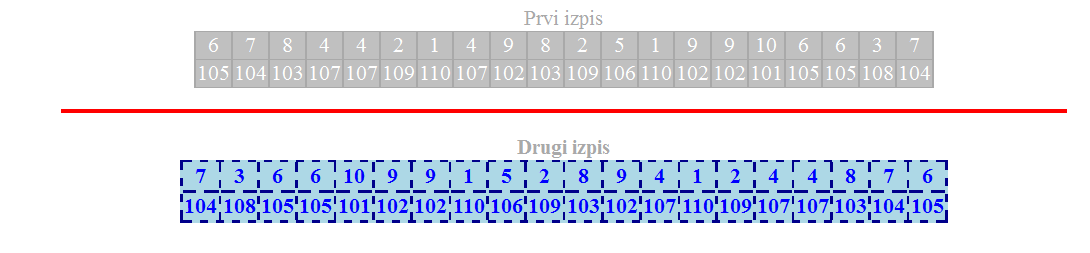 Prvi izpis
6 7 8 4 4 2 1 4 9 8 2 5 1 9 9 10 6 6 3 7
105 104 103 107 107 109 110 107 102 103 109 106 110 102 102 101 105 105 108 104
Drugi izpis
7 3 6 6 10 9 9 1 5 2 8 9 4 1 2 4 4 8 7 6
104 108 105 105 101 102 102 110 106 109 103 102 107 110 109 107 107 103 104 105